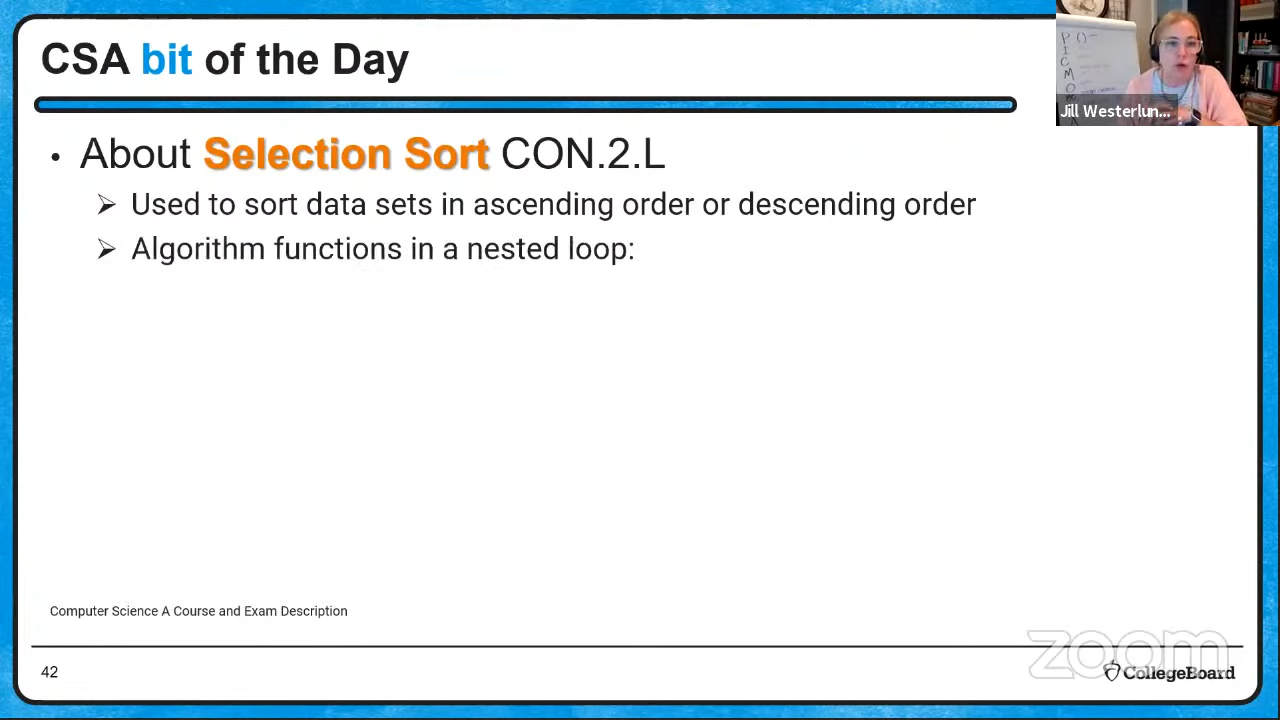 CSA bit of the Day
P () -
I
C
M
O
Jill Westerlun...
• About Selection Sort CON.2.L
➢ Used to sort data sets in ascending order or descending order
➢ Algorithm functions in a nested loop:
Computer Science A Course and Exam Description
42
zoom
CollegeBoard